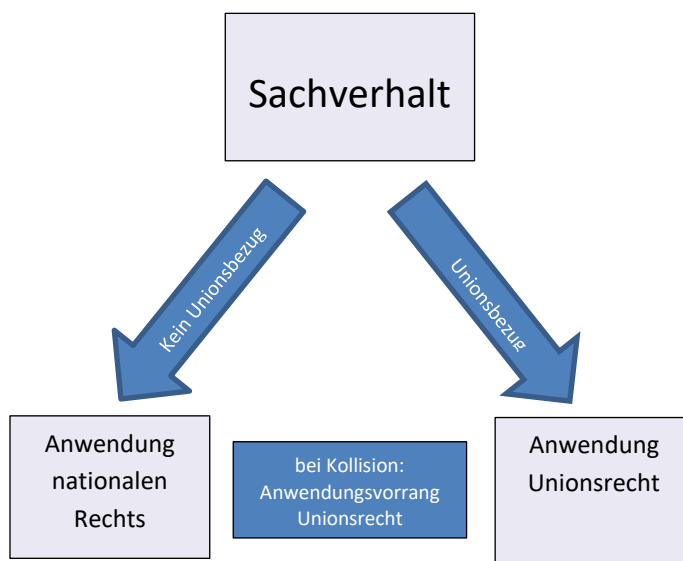 Sachverhalt
Kein Unionsbezug
Unionsbezug
Anwendung
nationalen
Rechts
bei Kollision:
Anwendungsvorrang
Unionsrecht
Anwendung
Unionsrecht